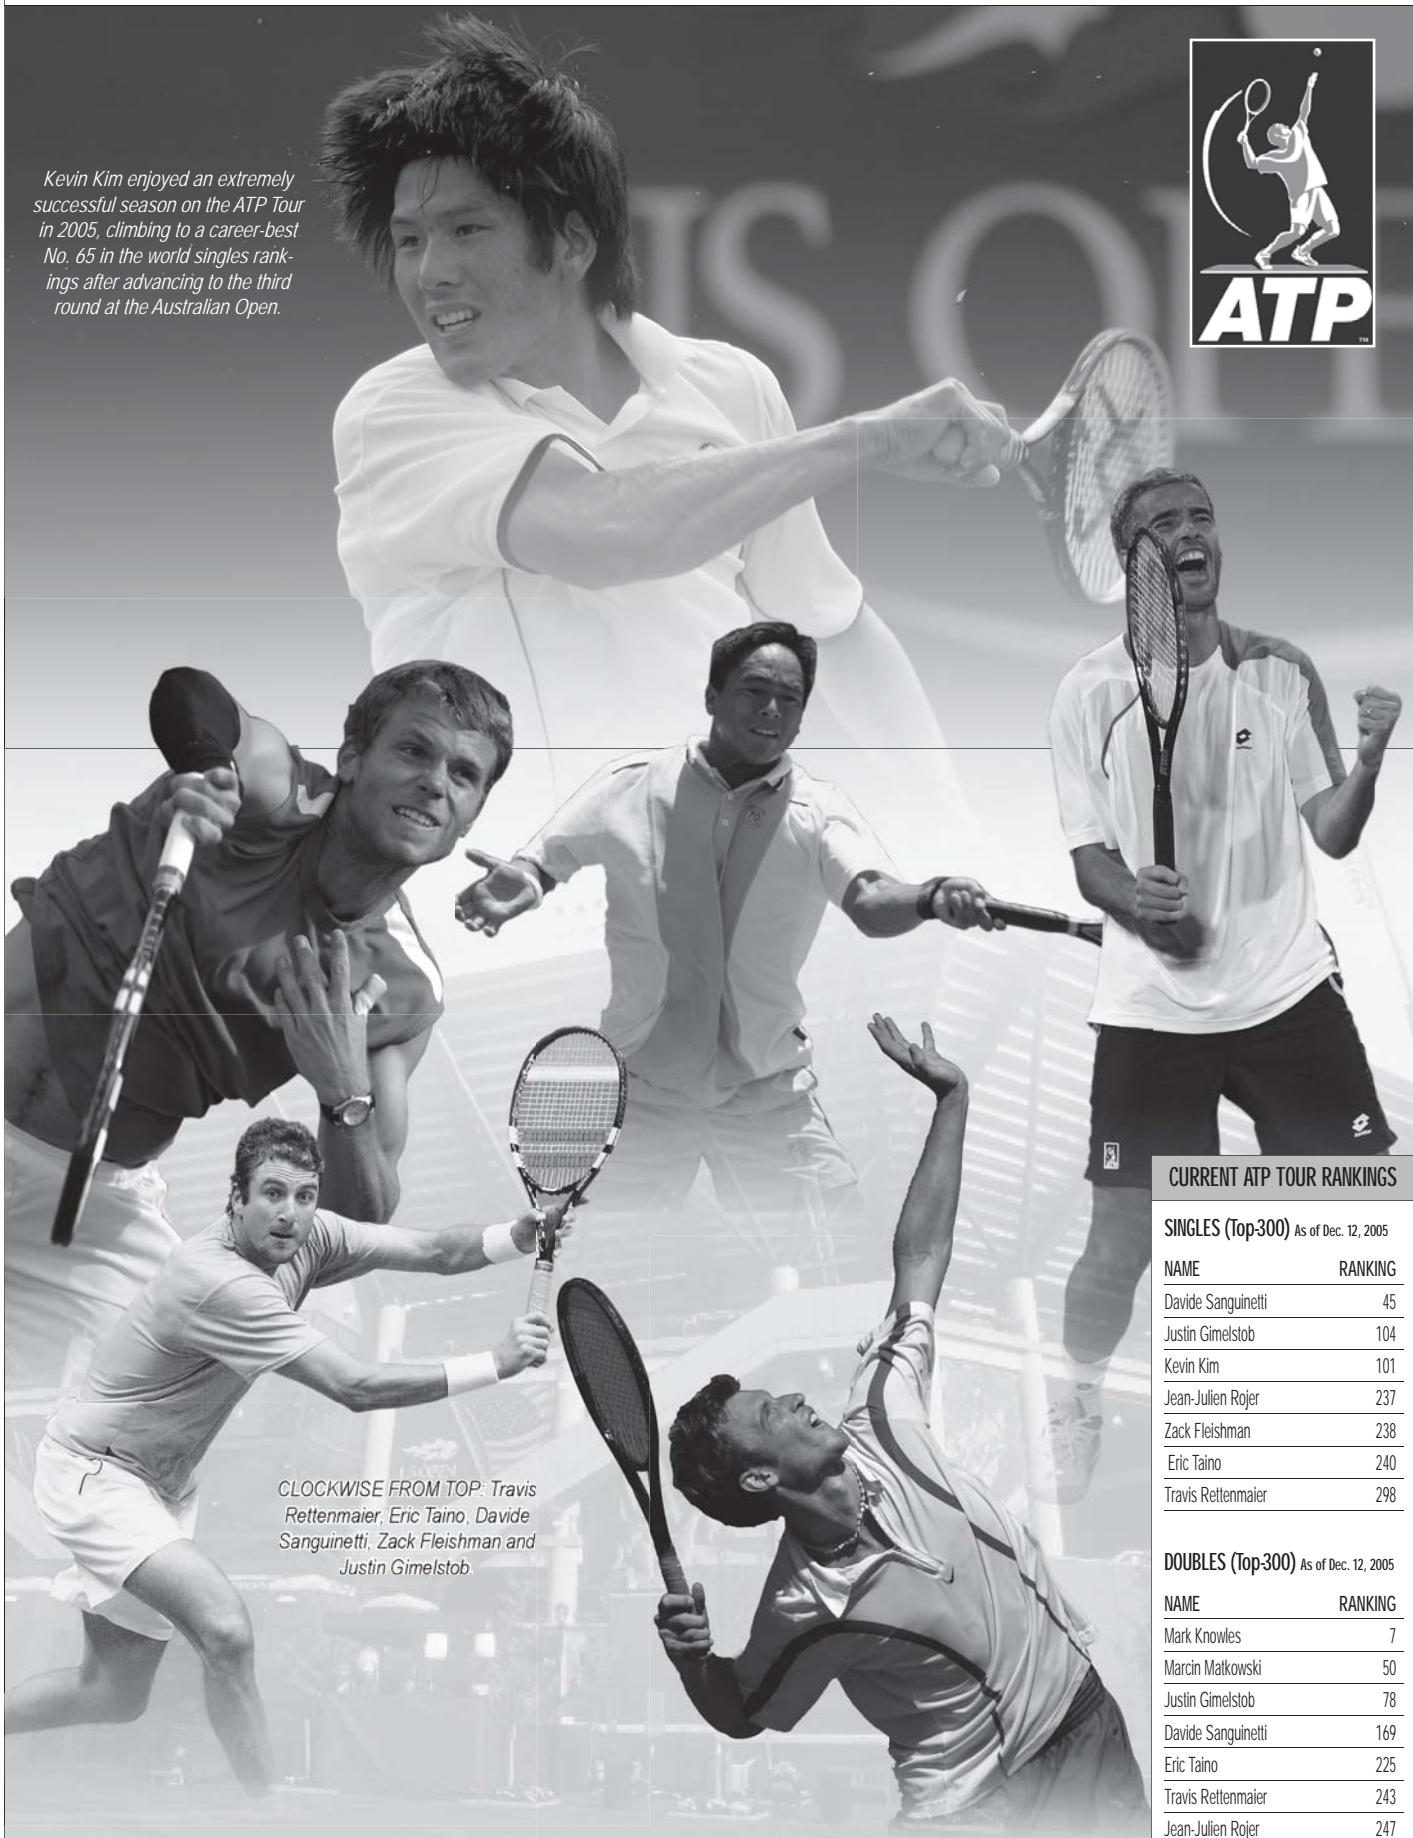 Kevin Kim enjoyed an extremely
successful season on the ATP Tour
in 2005, climbing to a career-best
No. 65 in the world singles rank-
ings after advancing to the third
round at the Australian Open.
ATP
TM
CLOCKWISE FROM TOP: Travis
Rettenmaier, Eric Taino, Davide
Sanguinetti, Zack Fleishman and
Justin Gimelstob.
CURRENT ATP TOUR RANKINGS
SINGLES (Top-300) As of Dec. 12, 2005
NAME RANKING
Davide Sanguinetti 45
Justin Gimelstob 104
Kevin Kim 101
Jean-Julien Rojer 237
Zack Fleishman 238
Eric Taino 240
Travis Rettenmaier 298
DOUBLES (Top-300) As of Dec. 12, 2005
NAME RANKING
Mark Knowles 7
Marcin Matkowski 50
Justin Gimelstob 78
Davide Sanguinetti 169
Eric Taino 225
Travis Rettenmaier 243
Jean-Julien Rojer 247